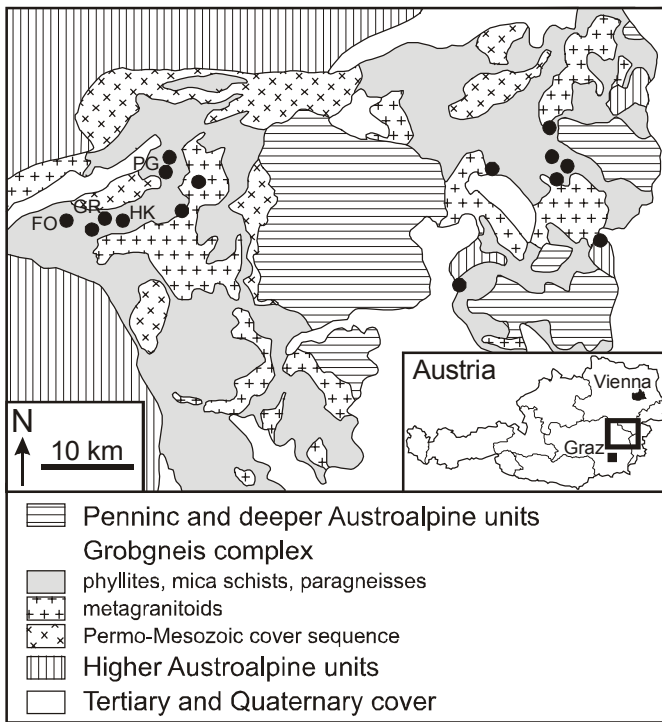 PG
GR
FO
HK
Austria
Vienna
Graz
N
10 km
Penninc and deeper Austroalpine units
Grobgneis complex
phyllites, mica schists, paragneisses
metagranitoids
Permo-Mesozoic cover sequence
Higher Austroalpine units
Tertiary and Quaternary cover